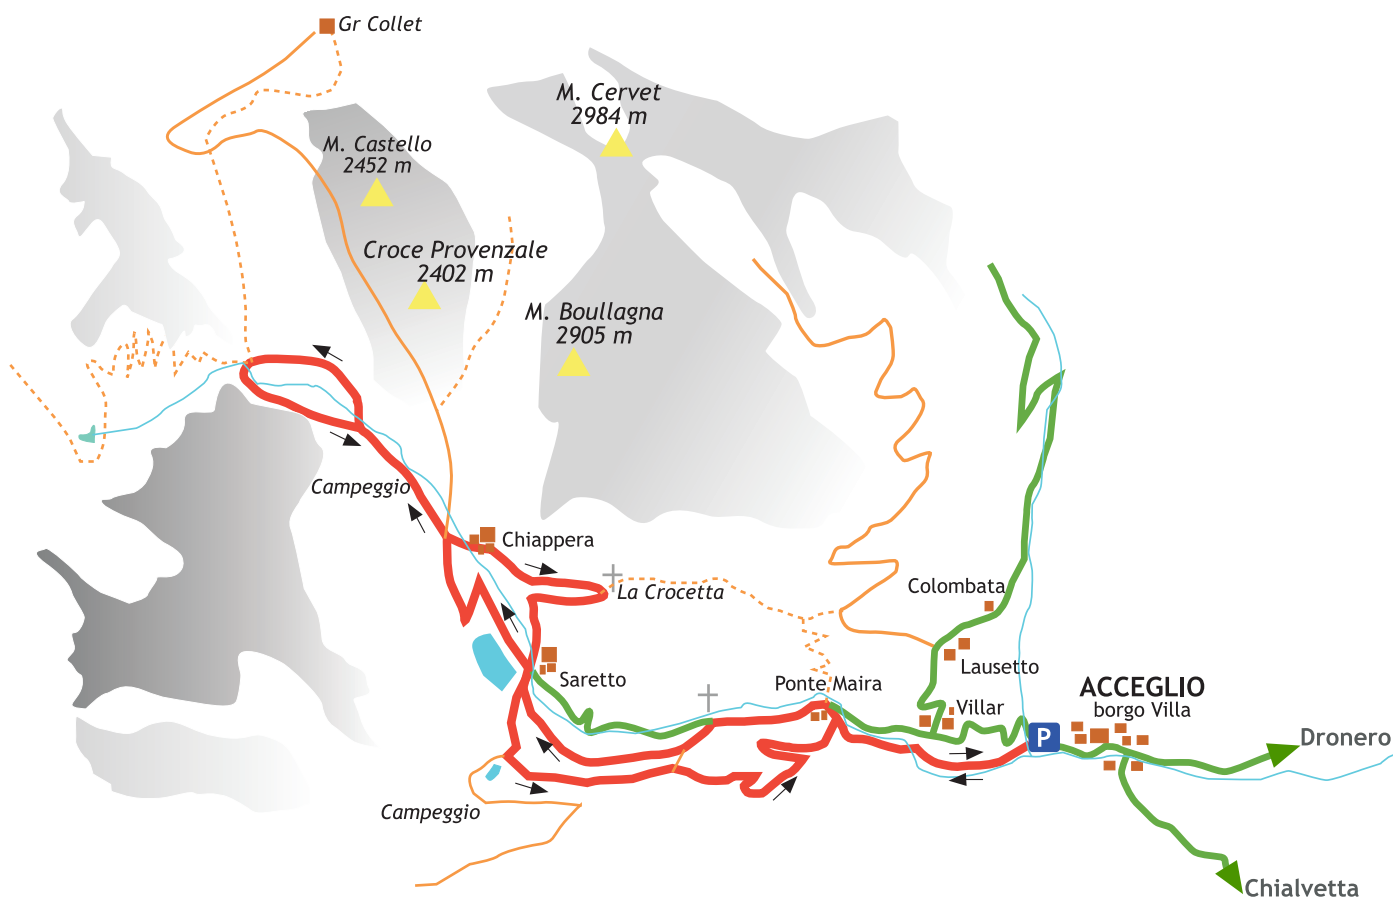 Gr Collet
M. Cervet
2984 m
M. Castello
2452 m
Croce Provenzale
2402 m
M. Boullagna
2905 m
Campeggio
Chiappera
La Crocetta
Colombata
Lausetto
Saretto
Ponte Maira
Villar
ACCEGLIO
borgo Villa
P
Dronero
Campeggio
Chialvetta